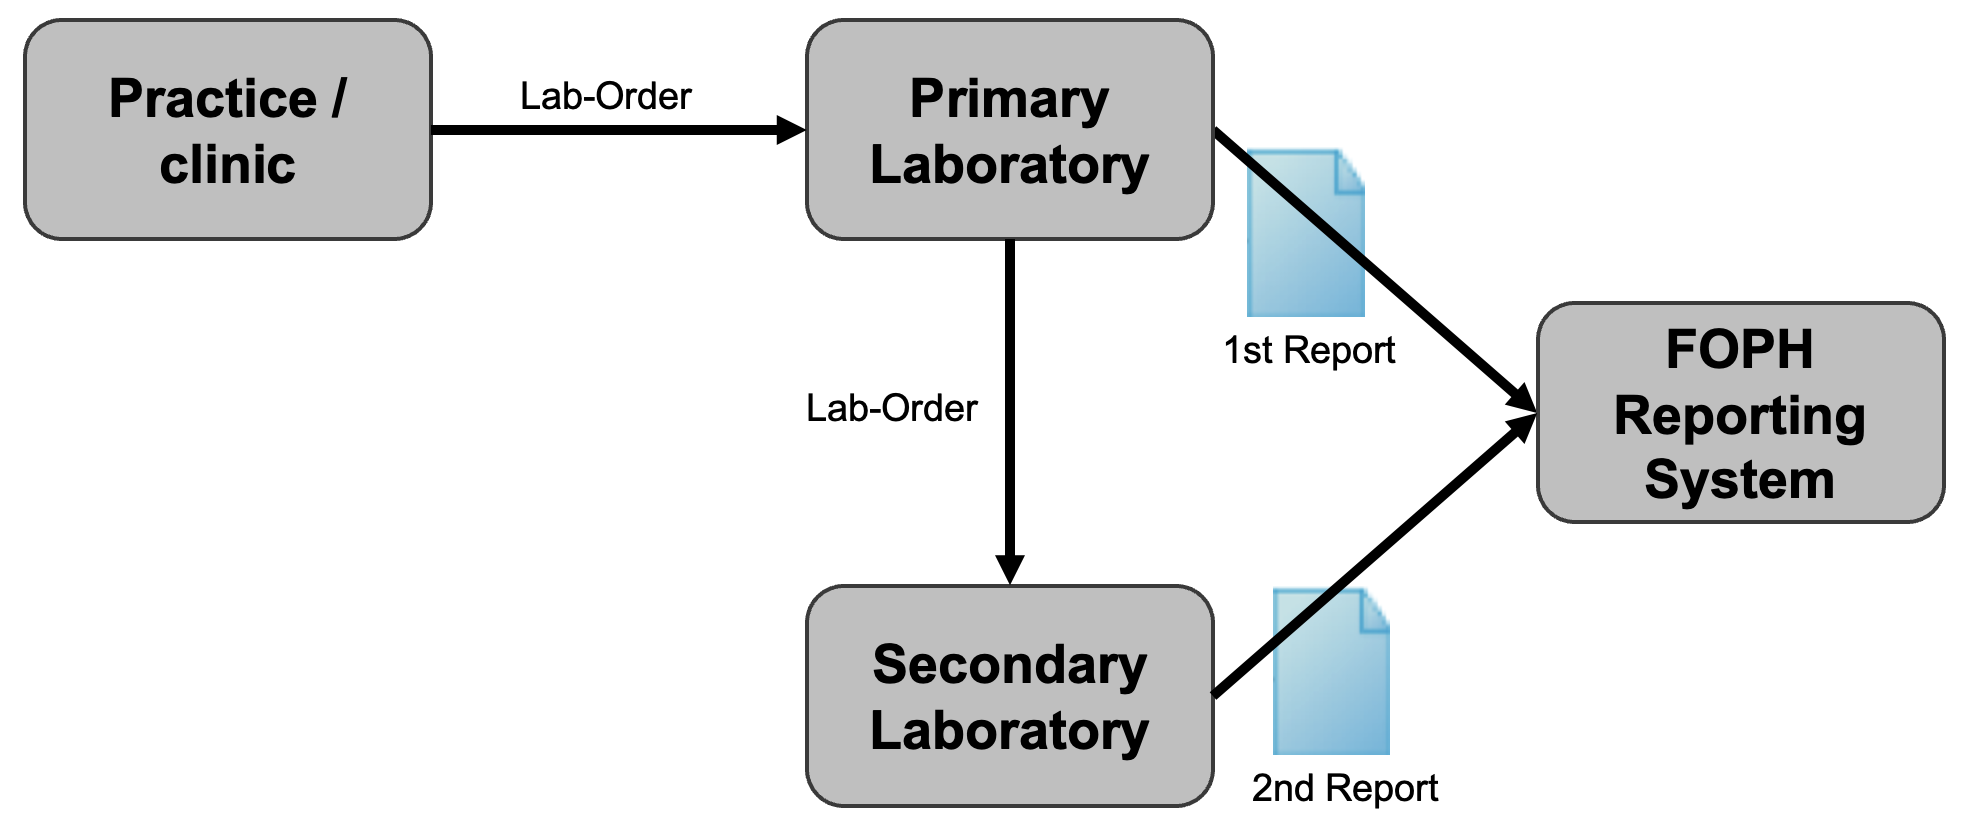 Practice /
clinic
Lab-Order
Primary
Laboratory
1st Report
Lab-Order
FOPH
Reporting
System
Secondary
Laboratory
2nd Report